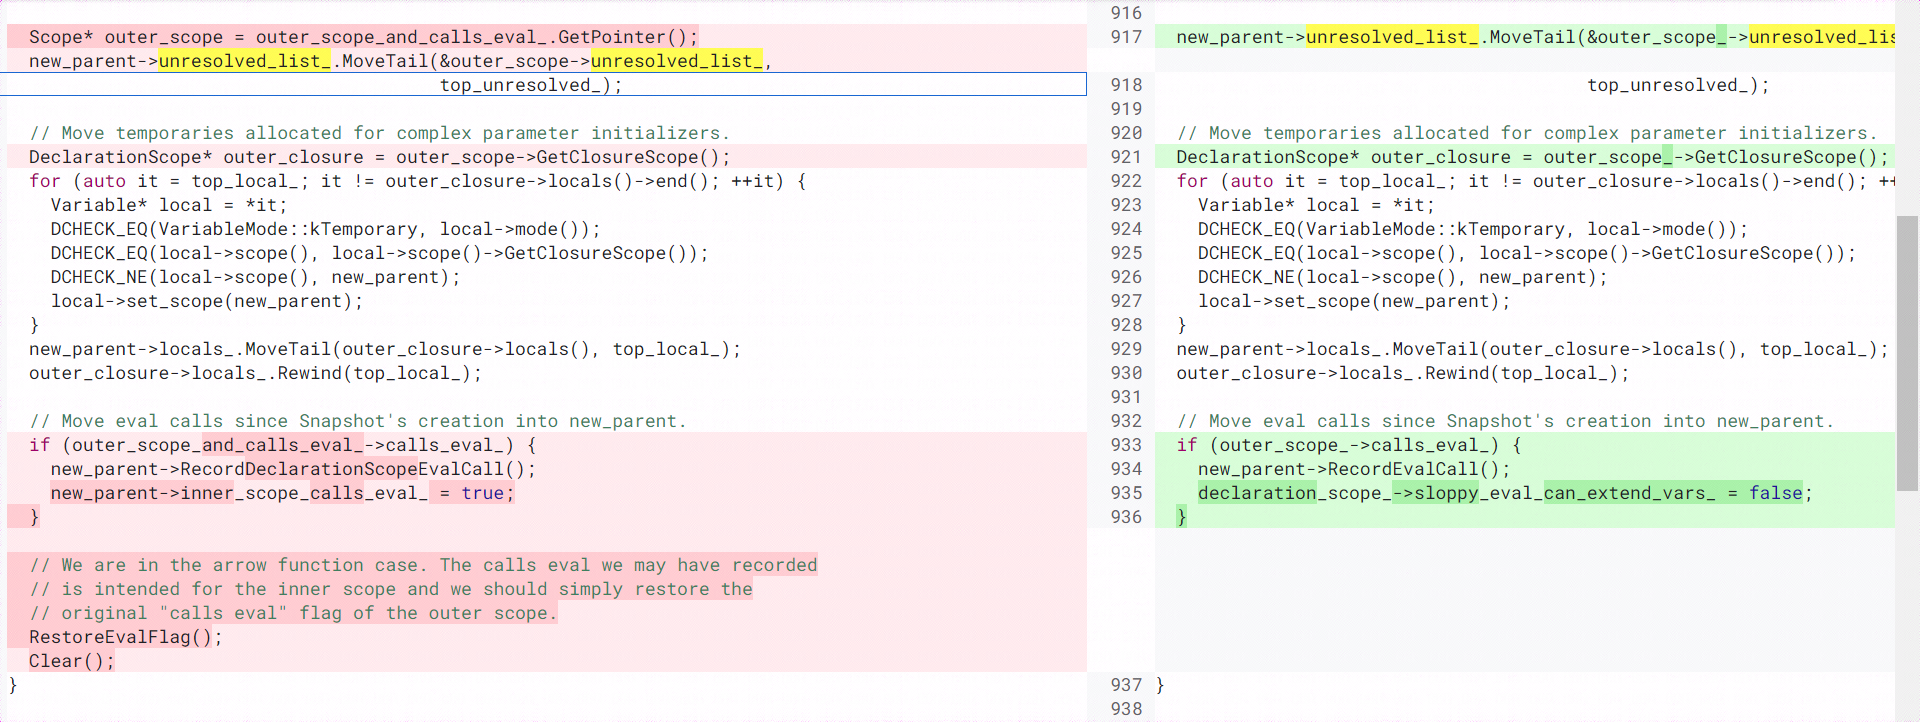 Scope* outer_scope = outer_scope_and_calls_eval_.GetPointer();
new_parent->unresolved_list_.MoveTail(&outer_scope->unresolved_list_,
top_unresolved_);
// Move temporaries allocated for complex parameter initializers.
DeclarationScope* outer_closure = outer_scope->GetClosureScope();
for (auto it = top_local_; it != outer_closure->locals()->end(); ++it) {
Variable* local = *it;
DCHECK_EQ(VariableMode::kTemporary, local->mode());
DCHECK_EQ(local->scope(), local->scope()->GetClosureScope());
DCHECK_NE(local->scope(), new_parent);
local->set_scope(new_parent);
}
new_parent->locals_.MoveTail(outer_closure->locals(), top_local_);
outer_closure->locals_.Rewind(top_local_);
// Move eval calls since Snapshot's creation into new_parent.
if (outer_scope_and_calls_eval_->calls_eval_) {
new_parent->RecordDeclarationScopeEvalCall();
new_parent->inner_scope_calls_eval_ = true;
}
// We are in the arrow function case. The calls eval we may have recorded
// is intended for the inner scope and we should simply restore the
// original "calls eval" flag of the outer scope.
RestoreEvalFlag();
Clear();
}
916
917 new_parent->unresolved_list_.MoveTail(&outer_scope_->unresolved_lis
918 top_unresolved_);
919
920 // Move temporaries allocated for complex parameter initializers.
921 DeclarationScope* outer_closure = outer_scope_->GetClosureScope();
922 for (auto it = top_local_; it != outer_closure->locals()->end(); ++
923 Variable* local = *it;
924 DCHECK_EQ(VariableMode::kTemporary, local->mode());
925 DCHECK_EQ(local->scope(), local->scope()->GetClosureScope());
926 DCHECK_NE(local->scope(), new_parent);
927 local->set_scope(new_parent);
928 }
929 new_parent->locals_.MoveTail(outer_closure->locals(), top_local_);
930 outer_closure->locals_.Rewind(top_local_);
931
932 // Move eval calls since Snapshot's creation into new_parent.
933 if (outer_scope_->calls_eval_) {
934 new_parent->RecordEvalCall();
935 declaration_scope_->sloppy_eval_can_extend_vars_ = false;
936 }
937 }
938